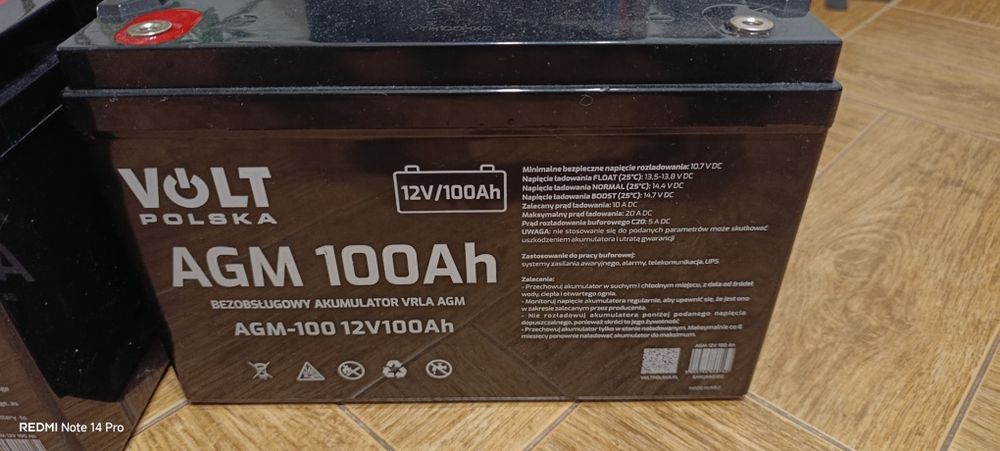 VOLT
POLSKA
12V/100Ah
AGM 100Ah
BEZOBSŁUGOWY AKUMULATOR VRLA AGM
AGM-100 12V100Ah
Minimalne bezpieczne napięcie rozładowania: 10.7 V DC
Napięcie ładowania FLOAT (25°C): 13,5-13,8 V DC
Napięcie ładowania NORMAL (25°C): 14,4 V DC
Napięcie ładowania BOOST (25°C): 14,7 V DC
Zalecany prąd ładowania: 10 A DC
Maksymalny prąd ładowania: 20 A DC
Prąd rozładowania buforowego C20: 5 A DC
UWAGA: nie stosowanie się do podanych parametrów może skutkować
uszkodzeniem akumulatora i utratą gwarancji
Zastosowanie do pracy buforowej:
systemy zasilania awaryjnego, alarmy, telekomunikacja, UPS
Zalecenia:
- Przechowuj akumulator w suchym i chłodnym miejscu, z dala od źródeł
wody, ciepła i otwartego ognia.
- Monitoruj napięcie akumulatora regularnie, aby upewnić się, że jest ono
w zakresie zalecanym przez producenta.
- Nie rozładowuj akumulatora poniżej podanego napięcia
dopuszczalnego, ponieważ skróci to jego żywotność.
- Przechowuj akumulator tylko w stanie naładowanym. Maksymalnie co 6
miesięcy ponownie naładować akumulator do maksimum.
AGM 12V 100 Ah
VOLTPOLSKA.PL
REDMI Note 14 Pro